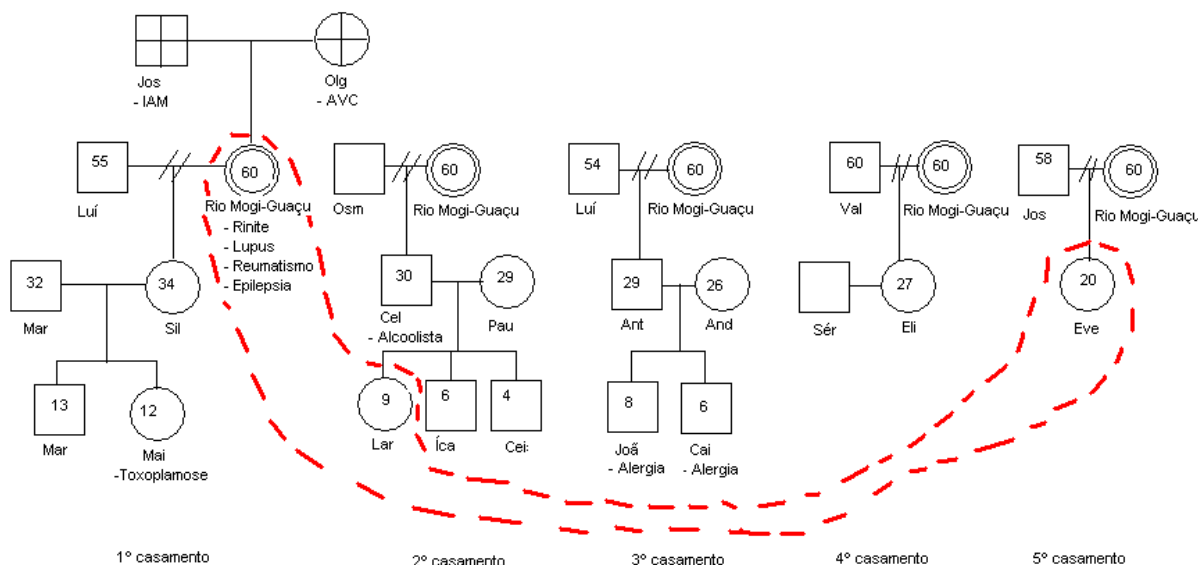 Jos
- IAM
Olg
- AVC
55
Luí
60
Rio Mogi-Guaçu
- Rinite
- Lupus
- Reumatismo
- Epilepsia
Osm
60
Rio Mogi-Guaçu
54
Luí
60
Rio Mogi-Guaçu
60
Val
60
Rio Mogi-Guaçu
58
Jos
60
Rio Mogi-Guaçu
32
Mar
34
Sil
30
Cel
- Alcoolista
29
Pau
29
Ant
26
And
Sér
27
Eli
20
Eve
13
Mar
12
Mai
-Toxoplamose
9
Lar
6
Íca
4
Cei:
8
Joã
- Alergia
6
Cai
- Alergia
1º casamento
2º casamento
3º casamento
4º casamento
5º casamento